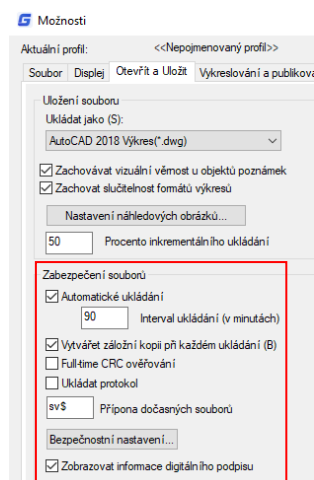 Možnosti
Aktuální profil: <<Nepojmenovaný profil>>
Soubor Displej Otevřít a Uložit Vykreslování a publikova
Uložení souboru
Ukládat jako (S):
AutoCAD 2018 Výkres(*.dwg)
Zachovávat vizuální věrnost u objektů poznámek
Zachovat slučitelnost formátů výkresů
Nastavení náhledových obrázků...
50 Procento inkrementálního ukládání
Zabezpečení souborů
Automatické ukládání
90 Interval ukládání (v minutách)
Vytvářet záložní kopii při každém ukládání (B)
Full-time CRC ověřování
Ukládat protokol
sv$ Přípona dočasných souborů
Bezpečnostní nastavení...
Zobrazovat informace digitálního podpisu